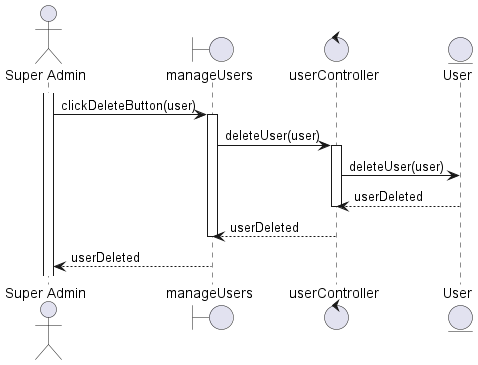 Super Admin
manageUsers
userController
User
clickDeleteButton(user)
deleteUser(user)
deleteUser(user)
userDeleted
userDeleted
userDeleted
Super Admin
manageUsers
userController
User